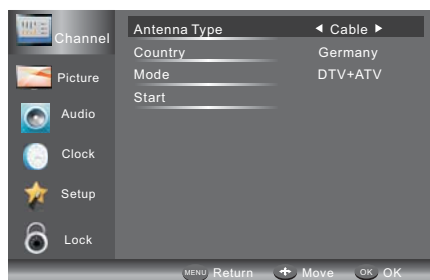 Channel
Picture
Audio
Clock
Setup
Lock
Antenna Type ◀ Cable ▶
Country Germany
Mode DTV+ATV
Start
MENU Return Move OK OK